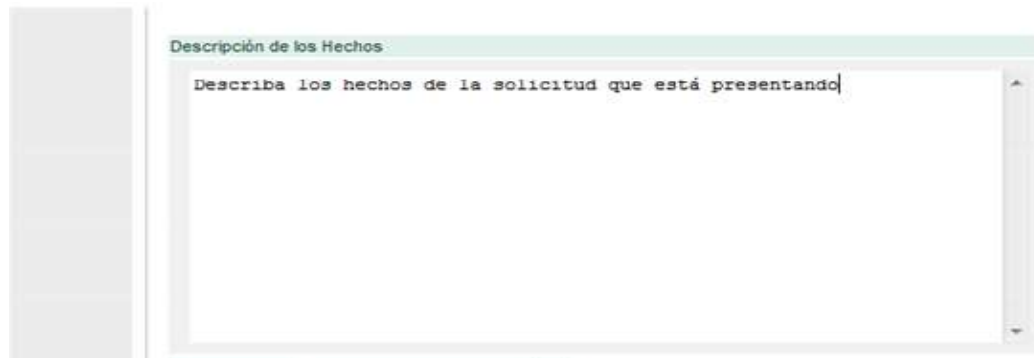 Descripción de los Hechos
Describa los hechos de la solicitud que está presentando